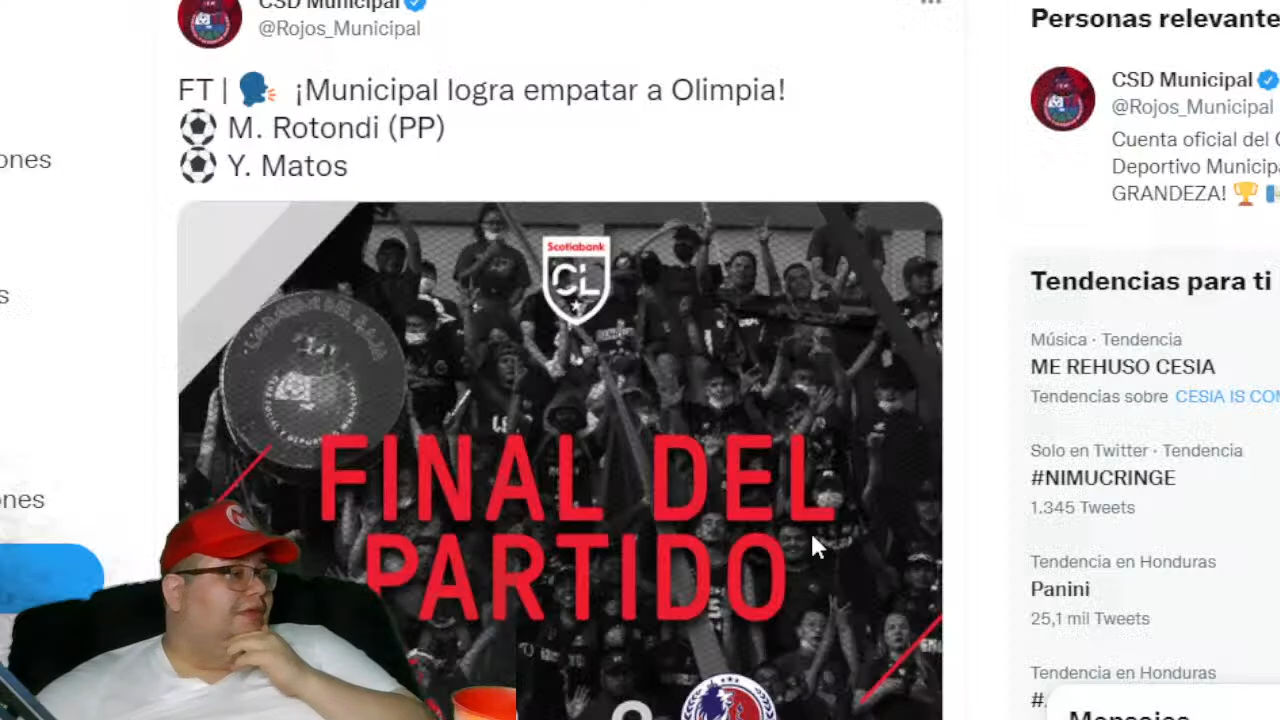 CSD Municipal
@Rojos_Municipal
FT | ¡Municipal logra empatar a Olimpia!
M. Rotondi (PP)
Y. Matos
Scotiabank
CL
FINAL DEL
PARTIDO
ones
s
nes
Personas relevante
CSD Municipal
@Rojos_Municipal
Cuenta oficial del C
Deportivo Municipa
GRANDEZA!
Tendencias para ti
Música · Tendencia
ME REHUSO CESIA
Tendencias sobre CESIA IS COM
Solo en Twitter · Tendencia
#NIMUCRINGE
1.345 Tweets
Tendencia en Honduras
Panini
25,1 mil Tweets
Tendencia en Honduras
Mensajes